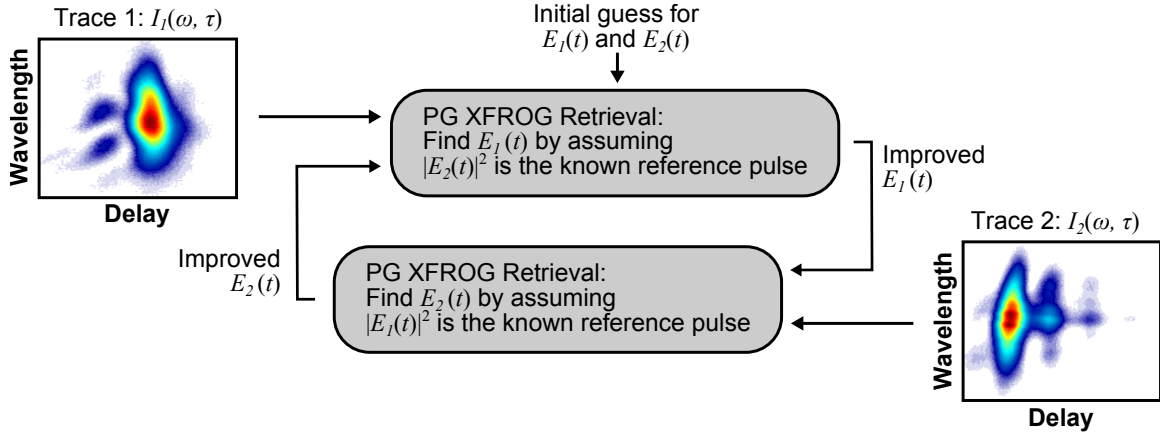 Trace 1: I₁(ω, τ)
Wavelength
Delay
Initial guess for
E₁(t) and E₂(t)
PG XFROG Retrieval:
Find E₁(t) by assuming
|E₂(t)|² is the known reference pulse
Improved
E₁(t)
Improved
E₂(t)
PG XFROG Retrieval:
Find E₂(t) by assuming
|E₁(t)|² is the known reference pulse
Trace 2: I₂(ω, τ)
Wavelength
Delay